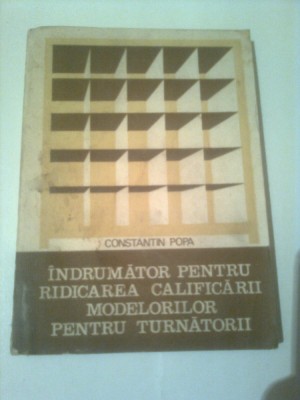 CONSTANTIN POPA
ÎNDRUMĂTOR PENTRU
RIDICAREA CALIFICĂRII
MODELORILOR
PENTRU TURNĂTORII